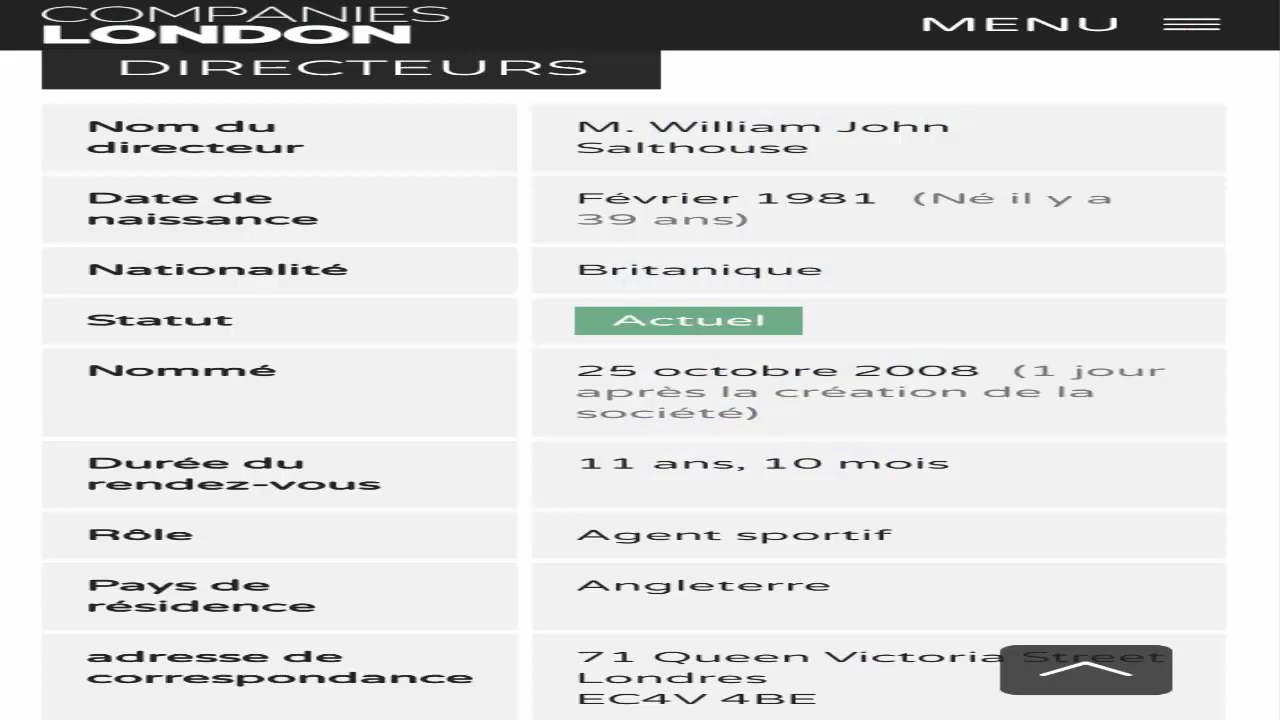 COMPANIES
LONDON
MENU
DIRECTEURS
Nom du
directeur
M. William John
Salthouse
Date de
naissance
Février 1981 (Né il y a
39 ans)
Nationalité
Britanique
Statut
Actuel
Nommé
25 octobre 2008 (1 jour
après la création de la
société)
Durée du
rendez-vous
11 ans, 10 mois
Rôle
Agent sportif
Pays de
résidence
Angleterre
adresse de
correspondance
71 Queen Victoria Street
Londres
EC4V 4BE